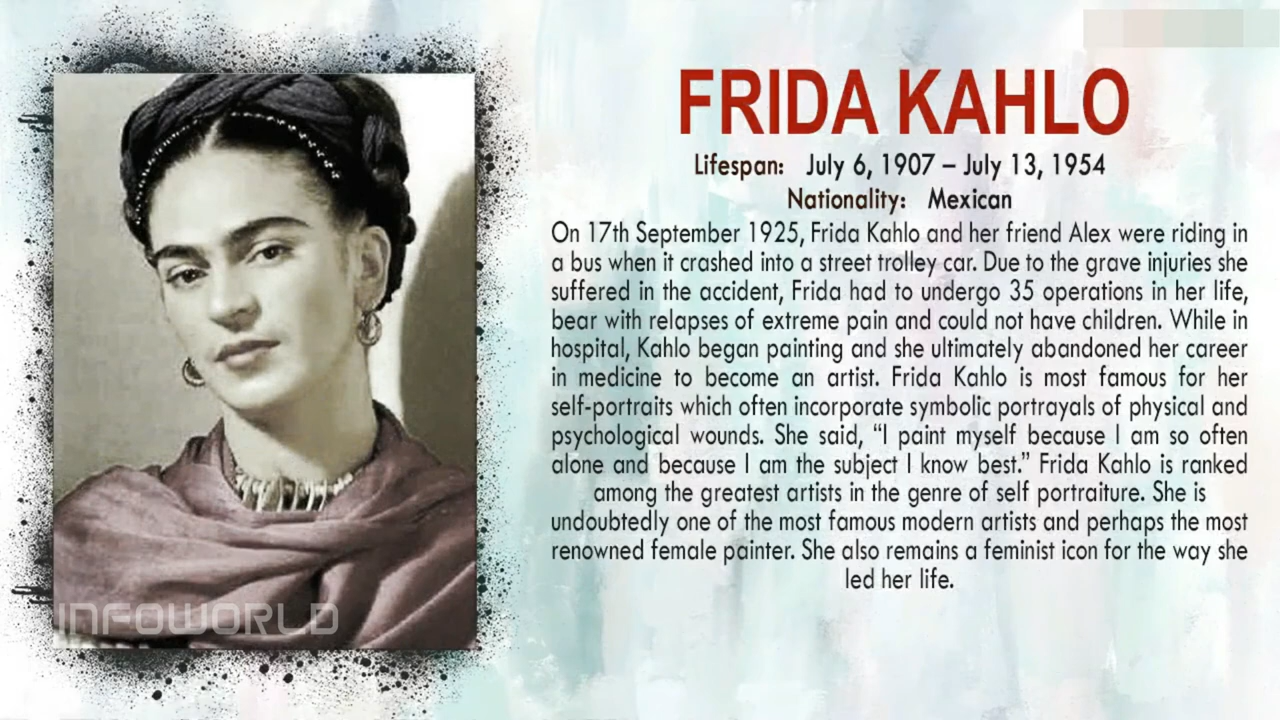 FRIDA KAHLO
Lifespan: July 6, 1907 – July 13, 1954
Nationality: Mexican
On 17th September 1925, Frida Kahlo and her friend Alex were riding in
a bus when it crashed into a street trolley car. Due to the grave injuries she
suffered in the accident, Frida had to undergo 35 operations in her life,
bear with relapses of extreme pain and could not have children. While in
hospital, Kahlo began painting and she ultimately abandoned her career
in medicine to become an artist. Frida Kahlo is most famous for her
self-portraits which often incorporate symbolic portrayals of physical and
psychological wounds. She said, “I paint myself because I am so often
alone and because I am the subject I know best.” Frida Kahlo is ranked
among the greatest artists in the genre of self portraiture. She is
undoubtedly one of the most famous modern artists and perhaps the most
renowned female painter. She also remains a feminist icon for the way she
led her life.
INFOWORLD